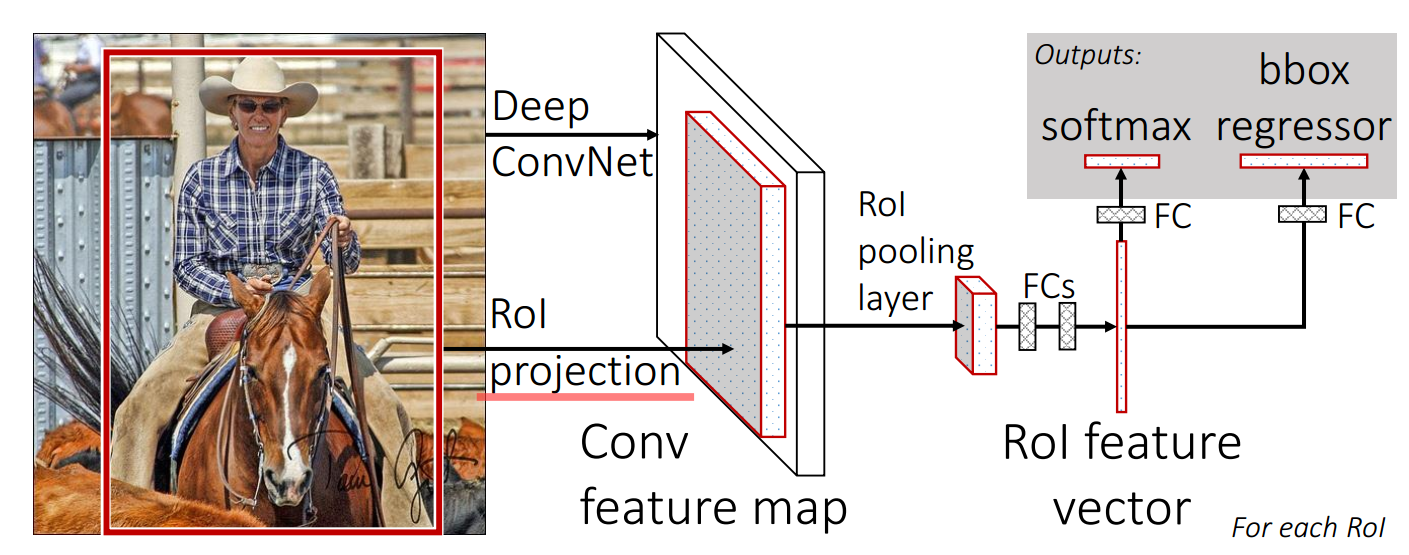 Deep
ConvNet
RoI
projection
Conv
feature map
RoI
pooling
layer
FCs
RoI feature
vector
For each RoI
Outputs:
softmax
bbox
regressor
FC
FC